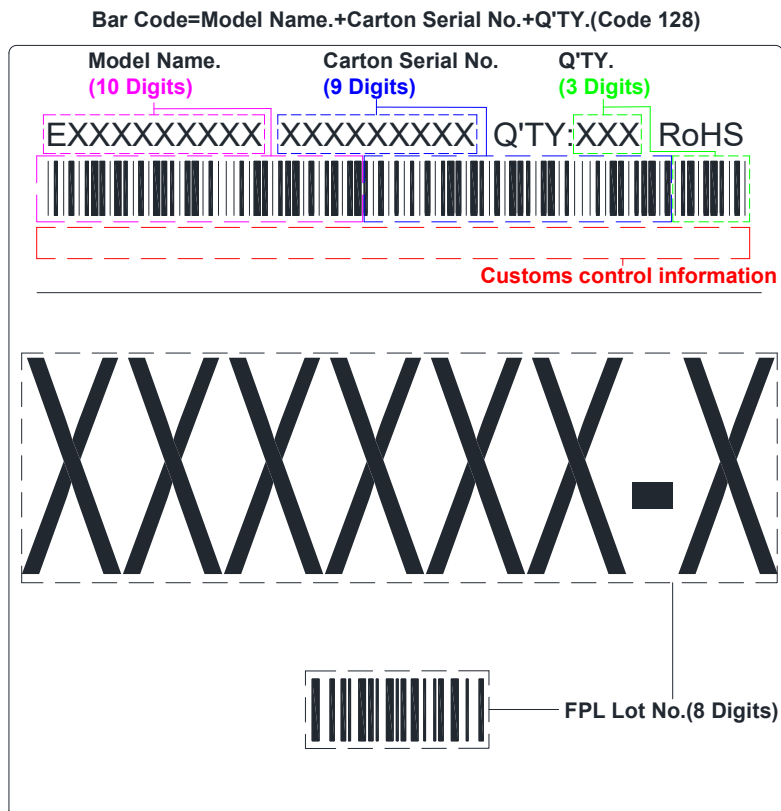 Bar Code=Model Name.+Carton Serial No.+Q'TY.(Code 128)
Model Name. Carton Serial No. Q'TY.
(10 Digits) (9 Digits) (3 Digits)
EXXXXXXXXX XXXXXXXXX Q'TY:XXX RoHS
Customs control information
XXXXXX-X
FPL Lot No.(8 Digits)